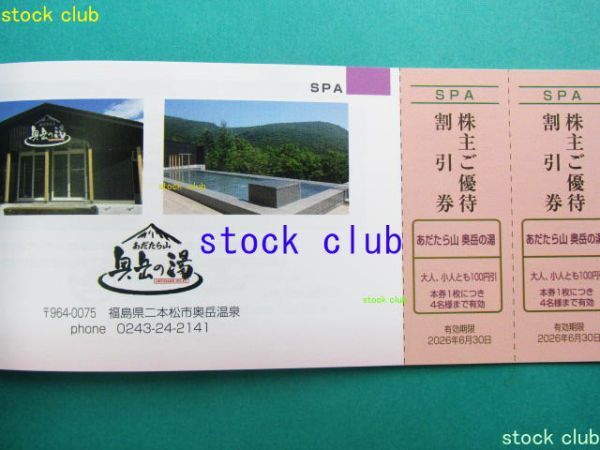 stock club
SPA
奥岳の湯
stock club
あだたら山
奥岳の湯
stock club
stock club
〒964-0075 福島県二本松市奥岳温泉
phone 0243-24-2141
SPA
株主ご優待
割引券
あだたら山 奥岳の湯
大人、小人とも100円引
本券1枚につき
4名様まで有効
有効期限
2026年6月30日
SPA
株主ご優待
割引券
あだたら山 奥岳の湯
大人、小人とも100円引
本券1枚につき
4名様まで有効
有効期限
2026年6月30日
stock club